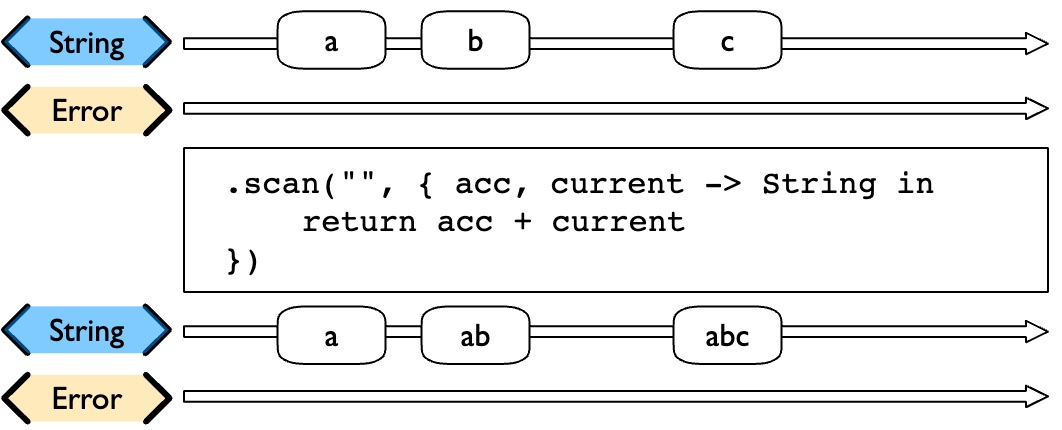 String a b c
Error
.scan("", { acc, current -> String in
    return acc + current
})
String a ab abc
Error